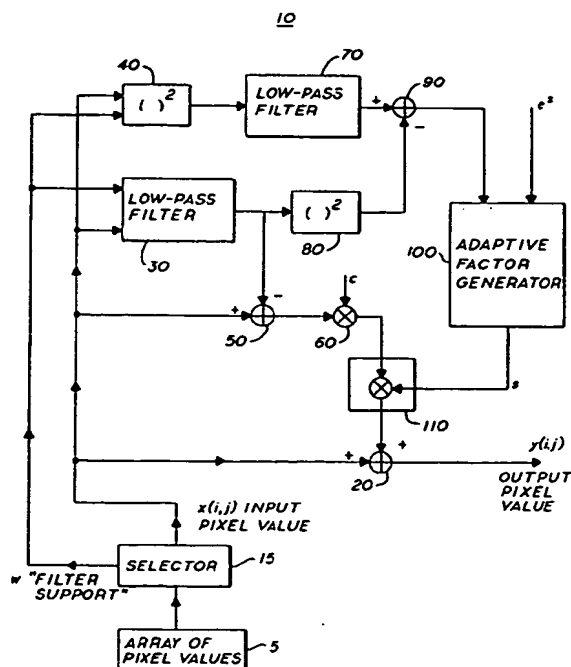 10
40
( )²
70
LOW-PASS
FILTER
+
90
-
c²
LOW-PASS
FILTER
30
( )²
80
100
ADAPTIVE
FACTOR
GENERATOR
-
c
+
50
60
s
110
+
+
20
y(i,j)
OUTPUT
PIXEL
VALUE
x(i,j) INPUT
PIXEL VALUE
w "FILTER
SUPPORT"
SELECTOR
15
ARRAY OF
PIXEL VALUES
5